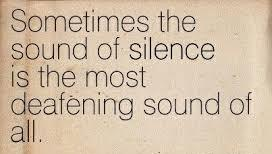 Sometimes the
sound of silence
is the most
deafening sound of
all.